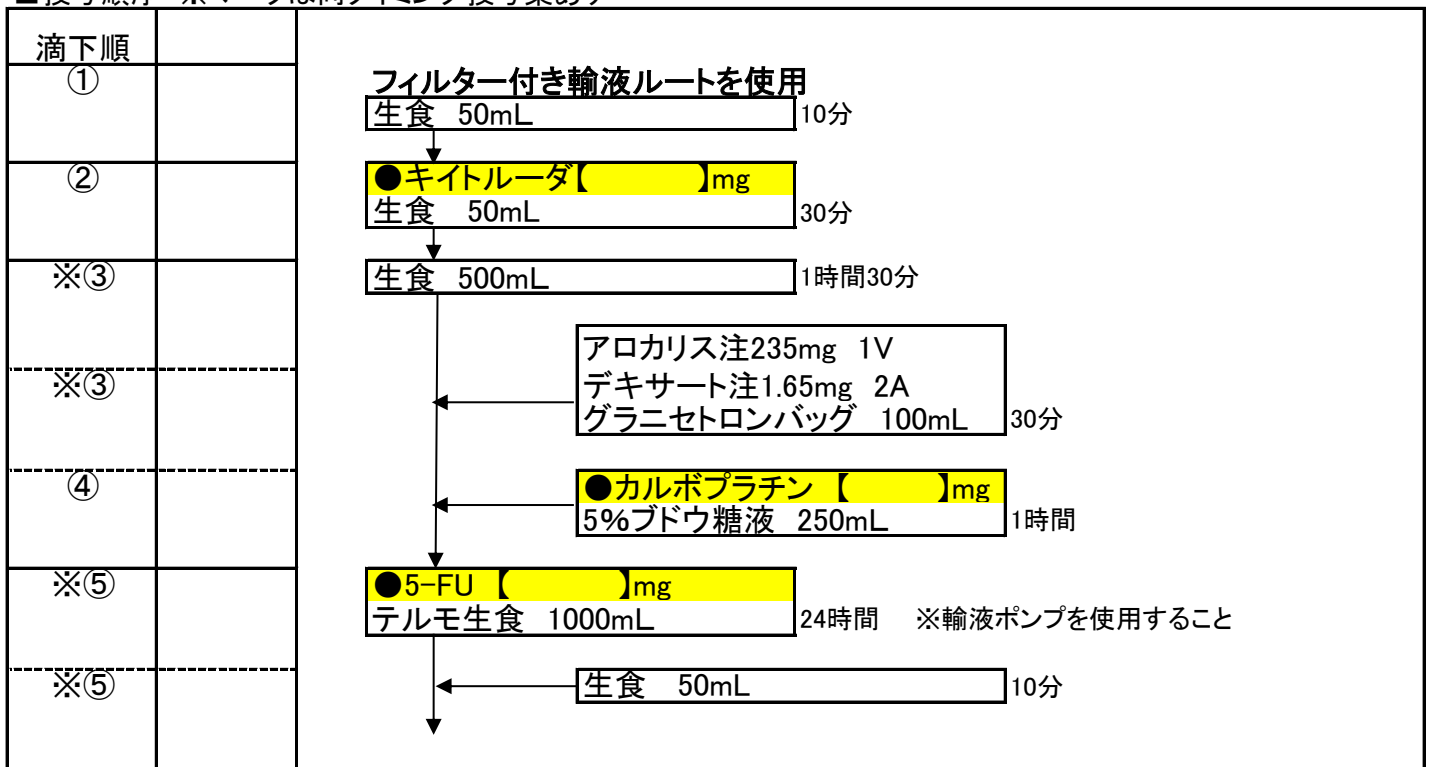 滴下順
① フィルター付き輸液ルートを使用
生食 50mL 10分
② ●キイトルーダ【 】mg
生食 50mL 30分
※③ 生食 500mL 1時間30分
アロカリス注235mg 1V
※③ デキサート注1.65mg 2A
グラニセトロンバッグ 100mL 30分
④ ●カルボプラチン 【 】mg
5%ブドウ糖液 250mL 1時間
※⑤ ●5-FU 【 】mg
テルモ生食 1000mL 24時間 ※輸液ポンプを使用すること
※⑤ 生食 50mL 10分